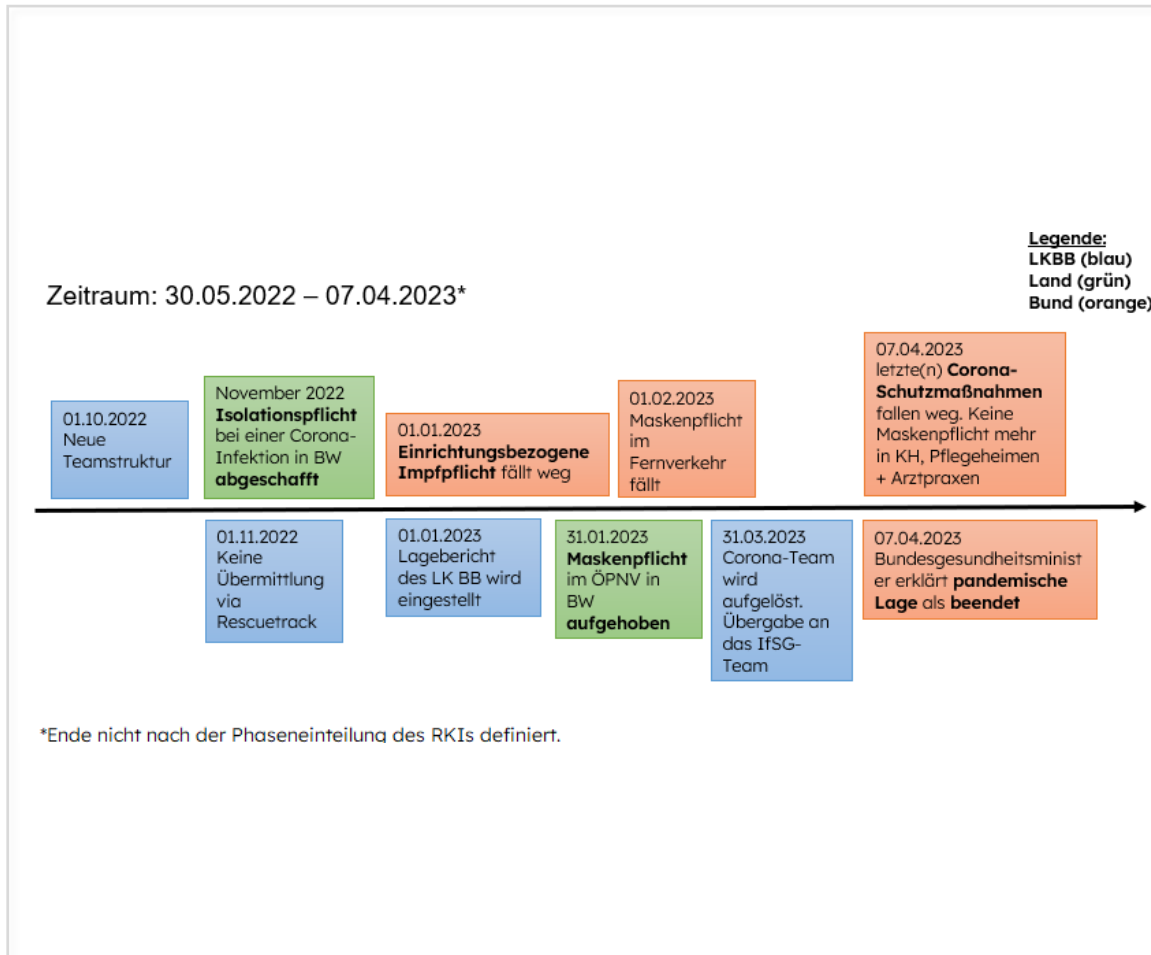 Legende:
LKBB (blau)
Land (grün)
Bund (orange)
Zeitraum: 30.05.2022 – 07.04.2023*
01.10.2022
Neue
Teamstruktur
November 2022
Isolationspflicht
bei einer Corona-
Infektion in BW
abgeschafft
01.01.2023
Einrichtungsbezogene
Impfpflicht fällt weg
01.02.2023
Maskenpflicht
im
Fernverkehr
fällt
07.04.2023
letzte(n) Corona-
Schutzmaßnahmen
fallen weg. Keine
Maskenpflicht mehr
in KH, Pflegeheimen
+ Arztpraxen
01.11.2022
Keine
Übermittlung
via
Rescuetrack
01.01.2023
Lagebericht
des LK BB wird
eingestellt
31.01.2023
Maskenpflicht
im ÖPNV in
BW
aufgehoben
31.03.2023
Corona-Team
wird
aufgelöst.
Übergabe an
das IfSG-
Team
07.04.2023
Bundesgesundheitsminist
er erklärt pandemische
Lage als beendet
*Ende nicht nach der Phaseneinteilung des RKIs definiert.